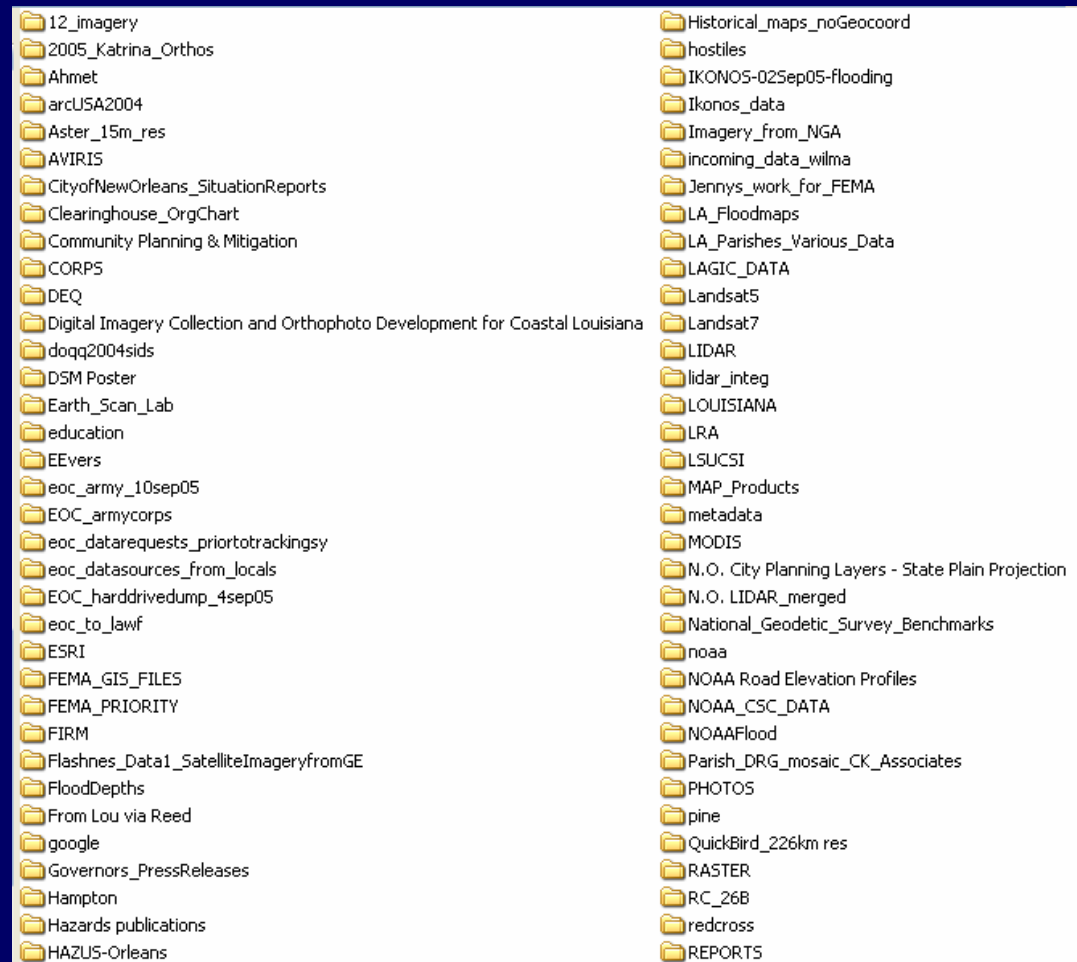 12_imagery
2005_Katrina_Orthos
Ahmet
arcUSA2004
Aster_15m_res
AVIRIS
CityofNewOrleans_SituationReports
Clearinghouse_OrgChart
Community Planning & Mitigation
CORPS
DEQ
Digital Imagery Collection and Orthophoto Development for Coastal Louisiana
doqq2004sids
DSM Poster
Earth_Scan_Lab
education
EEvers
eoc_army_10sep05
EOC_armycorps
eoc_datarequests_priortotrackingsy
eoc_datasources_from_locals
EOC_harddrivedump_4sep05
eoc_to_lawf
ESRI
FEMA_GIS_FILES
FEMA_PRIORITY
FIRM
Flashnes_Data1_SatelliteImageryfromGE
FloodDepths
From Lou via Reed
google
Governors_PressReleases
Hampton
Hazards publications
HAZUS-Orleans
Historical_maps_noGeocoord
hostiles
IKONOS-02Sep05-flooding
Ikonos_data
Imagery_from_NGA
incoming_data_wilma
Jennys_work_for_FEMA
LA_Floodmaps
LA_Parishes_Various_Data
LAGIC_DATA
Landsat5
Landsat7
LIDAR
lidar_integ
LOUISIANA
LRA
LSUCSI
MAP_Products
metadata
MODIS
N.O. City Planning Layers - State Plain Projection
N.O. LIDAR_merged
National_Geodetic_Survey_Benchmarks
noaa
NOAA Road Elevation Profiles
NOAA_CSC_DATA
NOAAFlood
Parish_DRG_mosaic_CK_Associates
PHOTOS
pine
QuickBird_226km res
RASTER
RC_26B
redcross
REPORTS